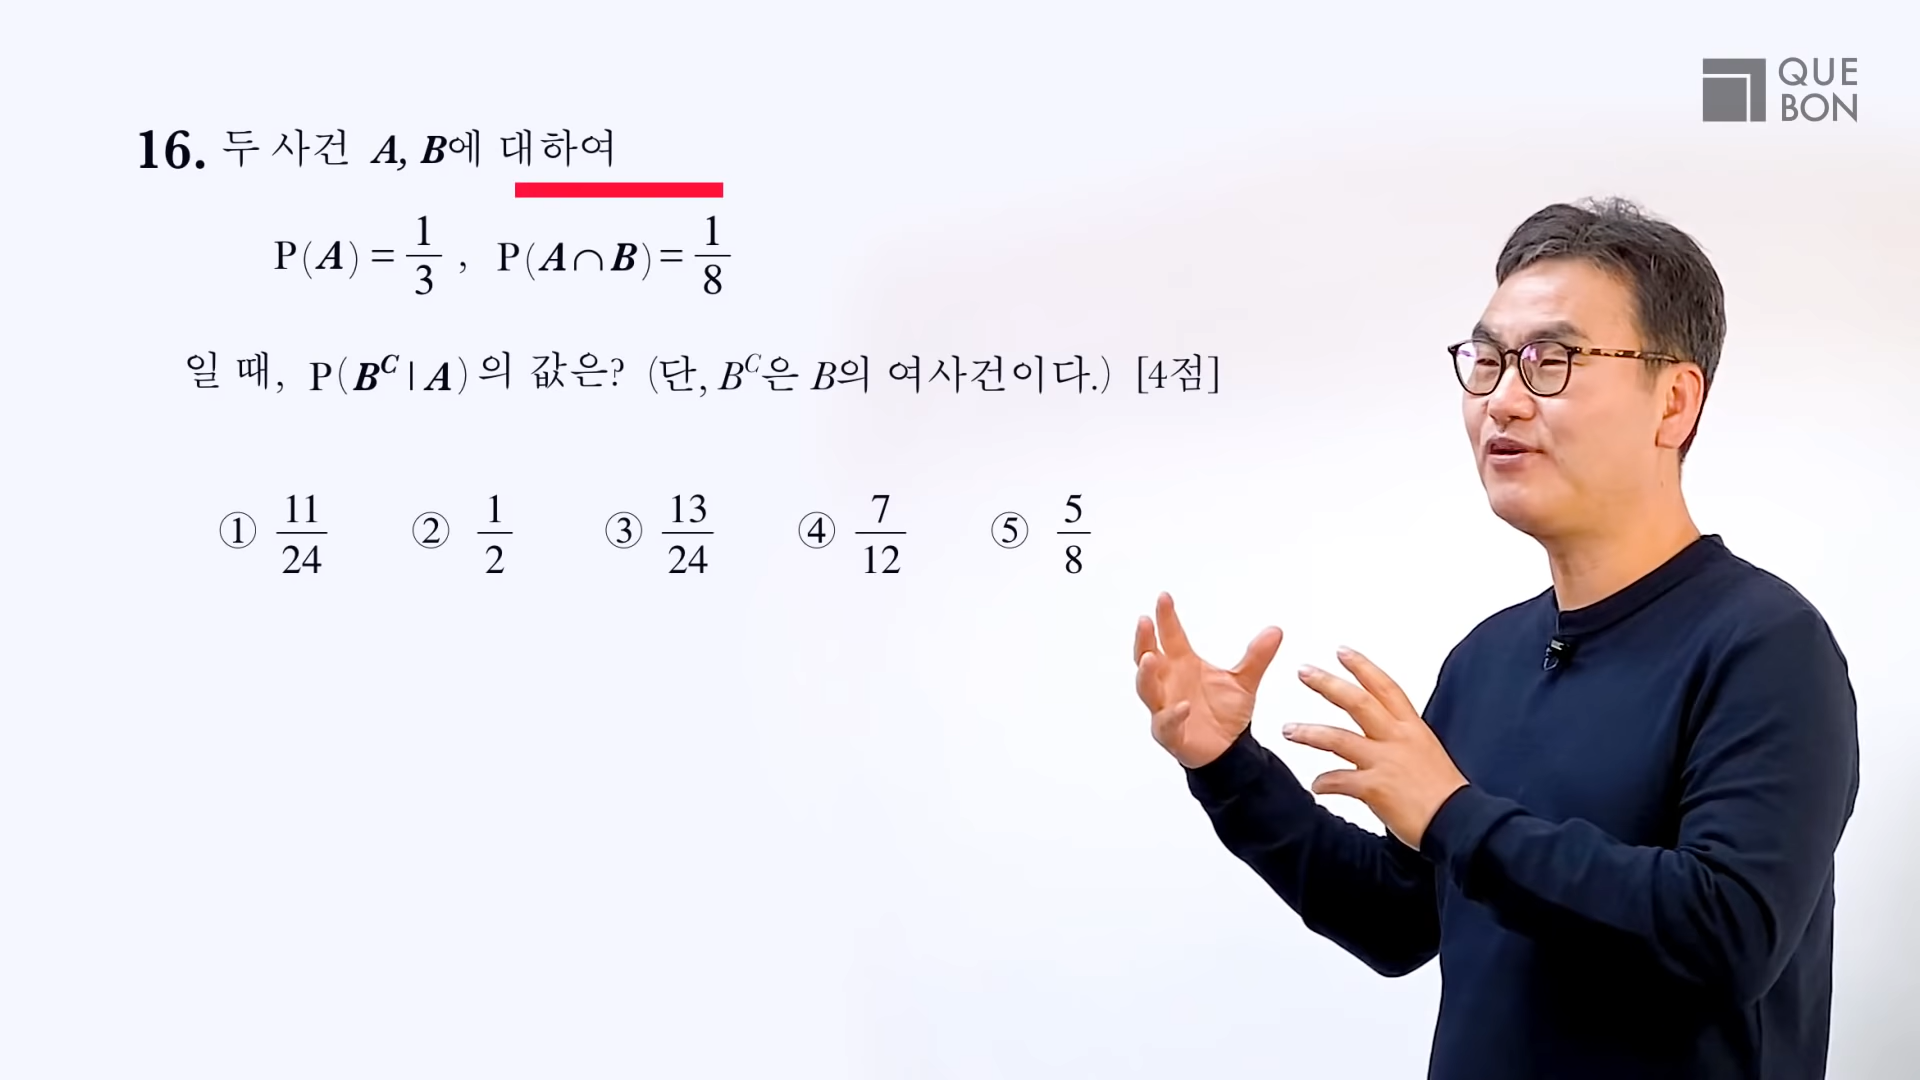 QUE
BON
16. 두 사건 A, B에 대하여
P(A) = 1/3 , P(A∩B) = 1/8
일 때, P(B^C | A)의 값은? (단, B^C은 B의 여사건이다.) [4점]
① 11/24 ② 1/2 ③ 13/24 ④ 7/12 ⑤ 5/8